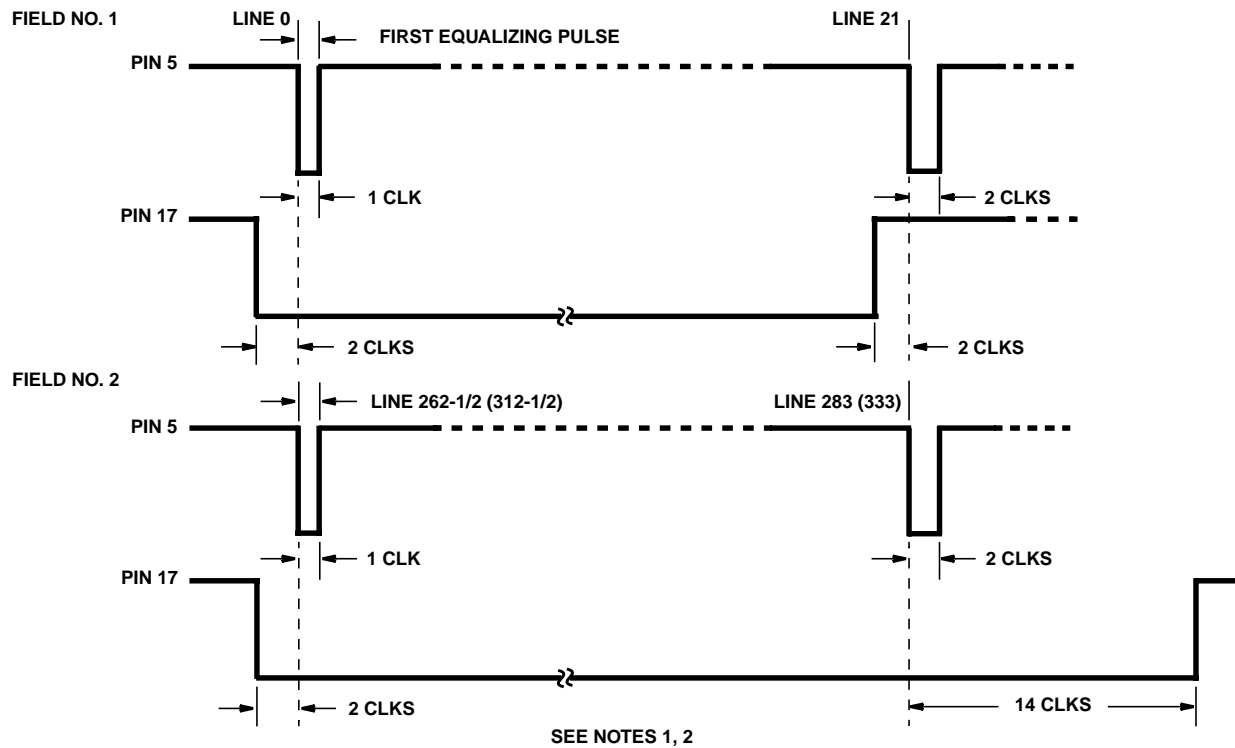 FIELD NO. 1
LINE 0
LINE 21
FIRST EQUALIZING PULSE
PIN 5
1 CLK
2 CLKS
PIN 17
2 CLKS
2 CLKS
FIELD NO. 2
LINE 262-1/2 (312-1/2)
LINE 283 (333)
PIN 5
1 CLK
2 CLKS
PIN 17
2 CLKS
14 CLKS
SEE NOTES 1, 2